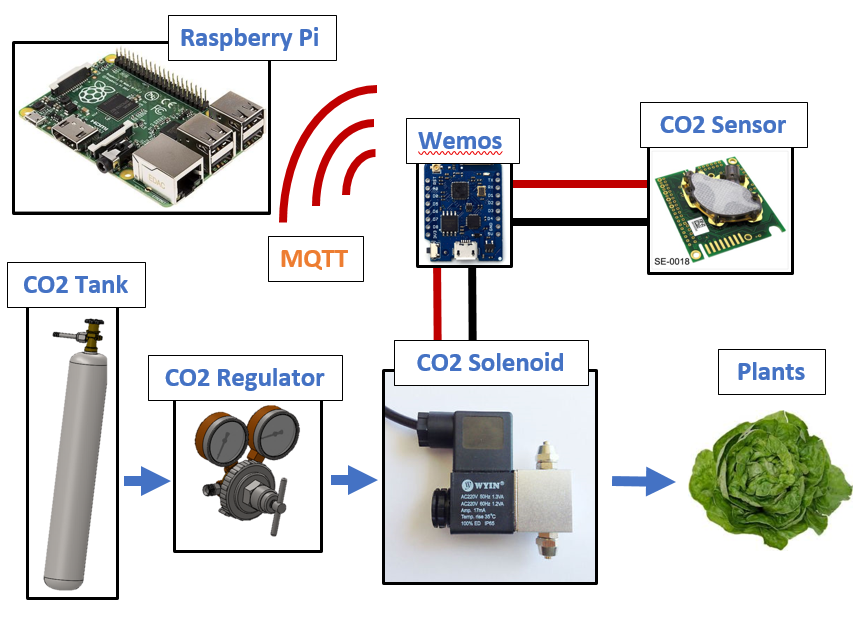 Raspberry Pi
MQTT
Wemos
CO2 Sensor
SE-0018
CO2 Tank
CO2 Regulator
CO2 Solenoid
WYIN
AC220V 50Hz 1.3VA
AC220V 60Hz 1.2VA
Amp. 17mA
Temp. rise 35°C
100% ED IP65
Plants